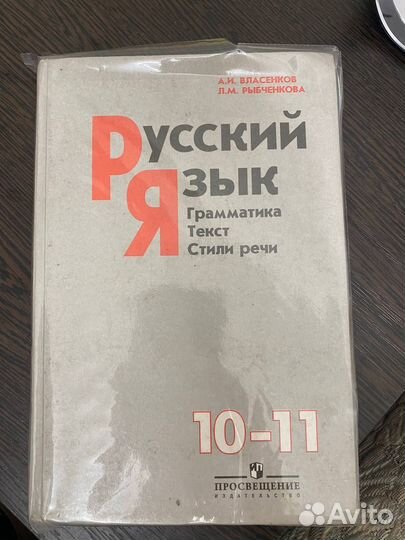 А.И. ВЛАСЕНКОВ
Л.М. РЫБЧЕНКОВА
Русский
Язык
Грамматика
Текст
Стили речи
10-11
ПРОСВЕЩЕНИЕ
ИЗДАТЕЛЬСТВО
Avito